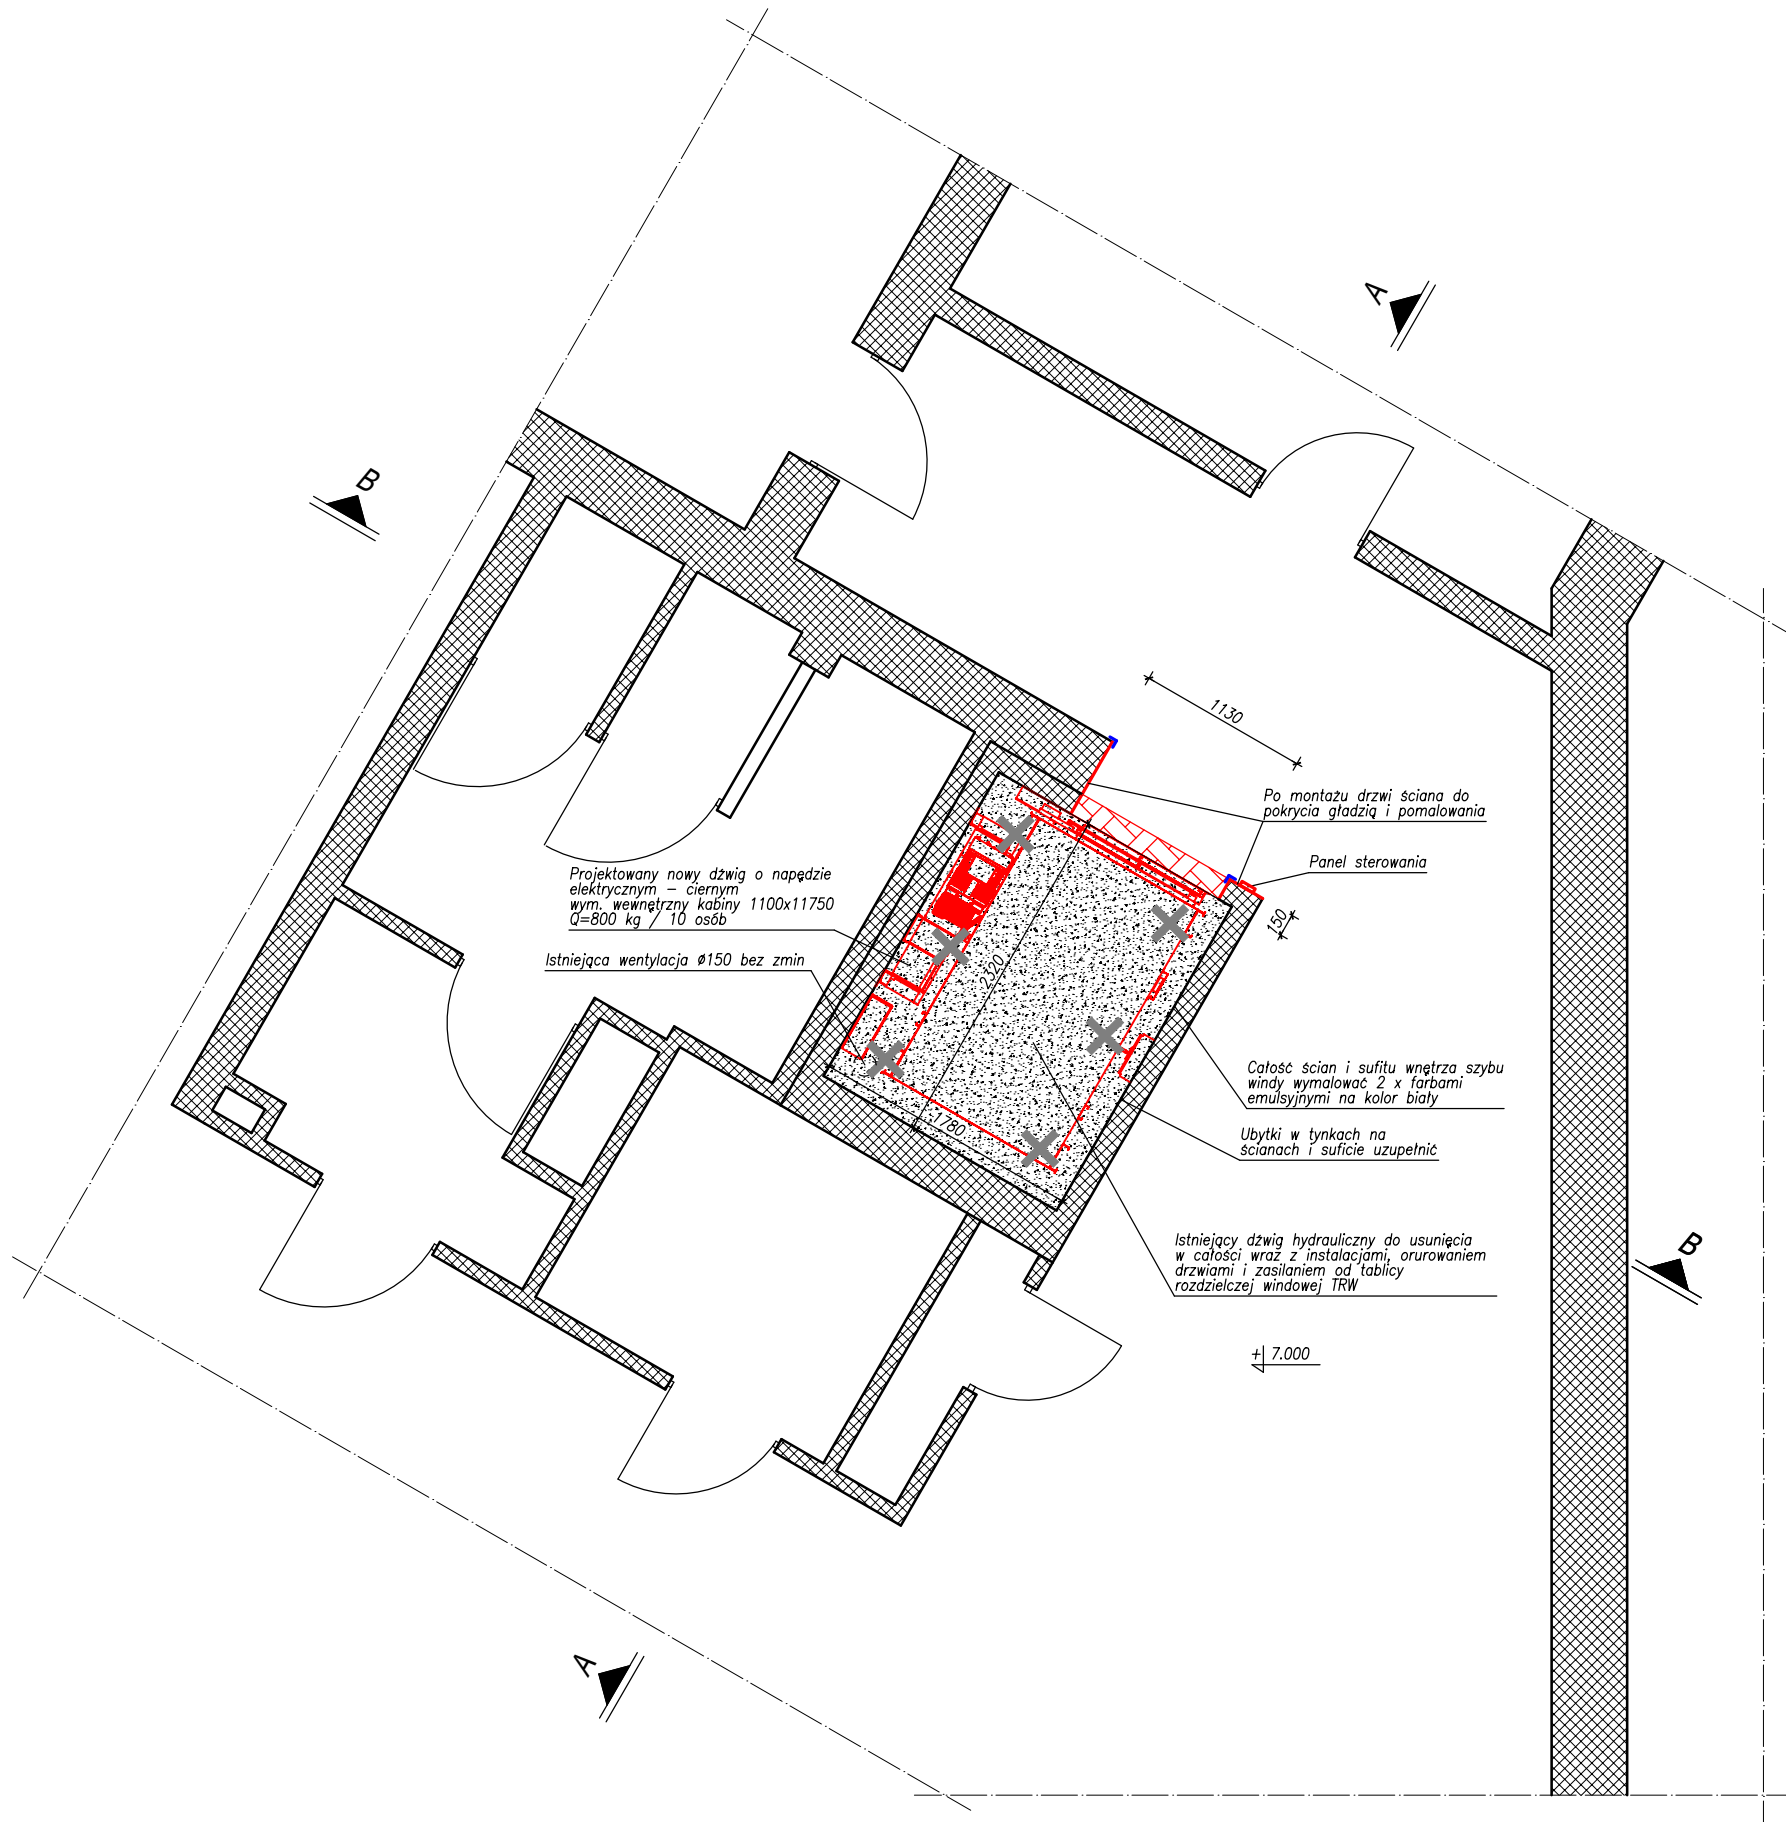 A
B
1130
Po montażu drzwi ściana do
pokrycia gładzią i pomalowania
Panel sterowania
150
Projektowany nowy dźwig o napędzie
elektrycznym – ciernym
wym. wewnętrzny kabiny 1100x11750
Q=800 kg / 10 osób
Istniejąca wentylacja ø150 bez zmin
2320
1780
Całość ścian i sufitu wnętrza szybu
windy wymalować 2 x farbami
emulsyjnymi na kolor biały
Ubytki w tynkach na
ścianach i suficie uzupełnić
Istniejący dźwig hydrauliczny do usunięcia
w całości wraz z instalacjami, orurowaniem
drzwiami i zasilaniem od tablicy
rozdzielczej windowej TRW
B
+ 7.000
A